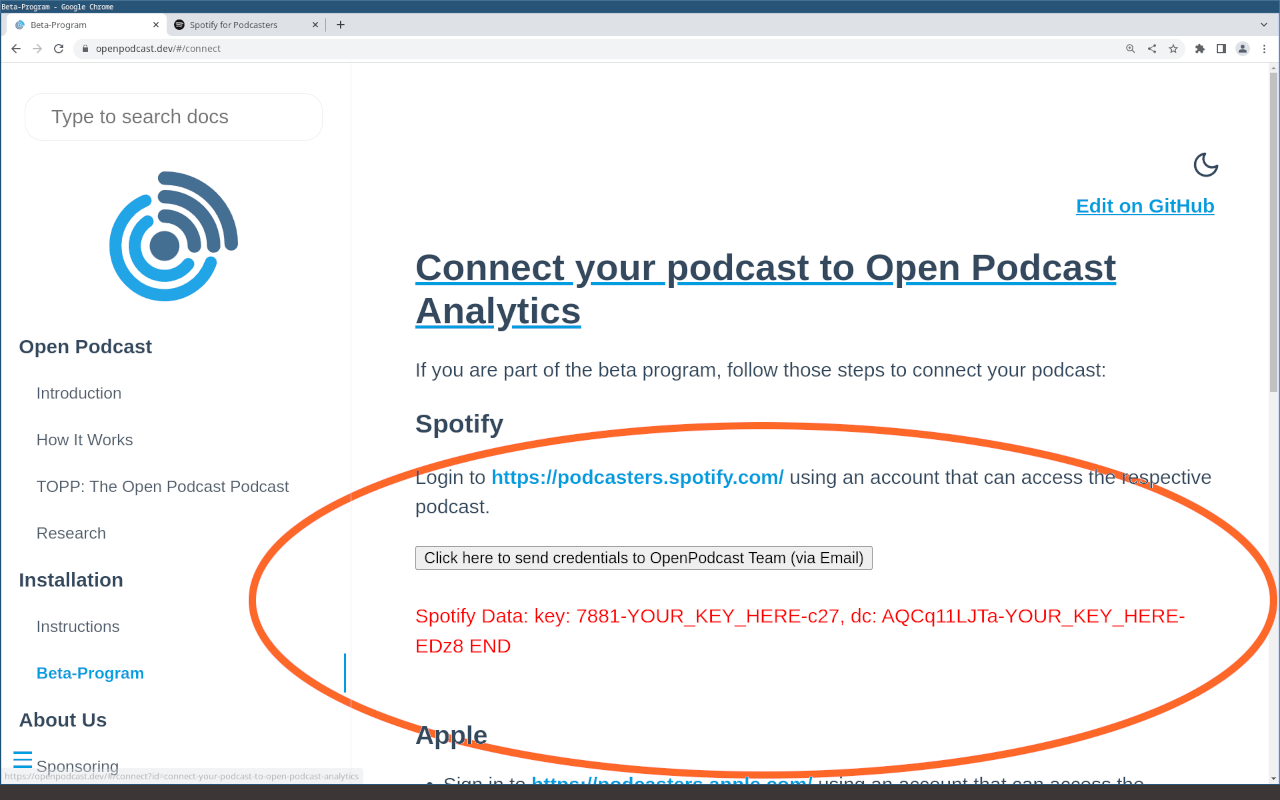 Beta-Program - Google Chrome
Beta-Program
Spotify for Podcasters
openpodcast.dev/#/connect
Type to search docs
Open Podcast
Introduction
How It Works
TOPP: The Open Podcast Podcast
Research
Installation
Instructions
Beta-Program
About Us
Sponsoring
https://openpodcast.dev/#/connect?id=connect-your-podcast-to-open-podcast-analytics
Edit on GitHub
Connect your podcast to Open Podcast
Analytics
If you are part of the beta program, follow those steps to connect your podcast:
Spotify
Login to https://podcasters.spotify.com/ using an account that can access the respective
podcast.
Click here to send credentials to OpenPodcast Team (via Email)
Spotify Data: key: 7881-YOUR_KEY_HERE-c27, dc: AQCq11LJTa-YOUR_KEY_HERE-
EDz8 END
Apple
Sign in to https://podcasters.apple.com/ using an account that can access the